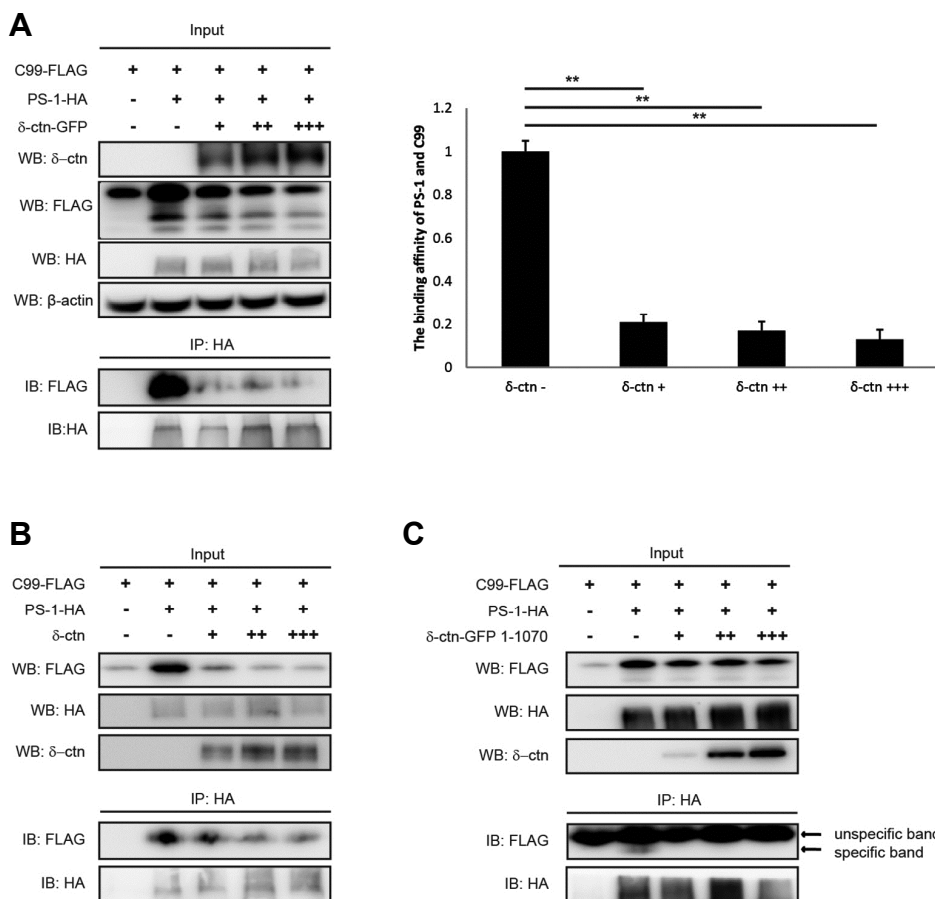 A
Input
C99-FLAG + + + + +
PS-1-HA - + + + +
δ-ctn-GFP - - + ++ +++
WB: δ–ctn
WB: FLAG
WB: HA
WB: β-actin
IP: HA
IB: FLAG
IB:HA
** 
**
**
The binding affinity of PS-1 and C99
1.2
1
0.8
0.6
0.4
0.2
0
δ-ctn - δ-ctn + δ-ctn ++ δ-ctn +++
B
Input
C99-FLAG + + + + +
PS-1-HA - + + + +
δ-ctn - - + ++ +++
WB: FLAG
WB: HA
WB: δ–ctn
IP: HA
IB: FLAG
IB: HA
C
Input
C99-FLAG + + + + +
PS-1-HA - + + + +
δ-ctn-GFP 1-1070 - - + ++ +++
WB: FLAG
WB: HA
WB: δ–ctn
IP: HA
IB: FLAG
unspecific band
specific band
IB: HA